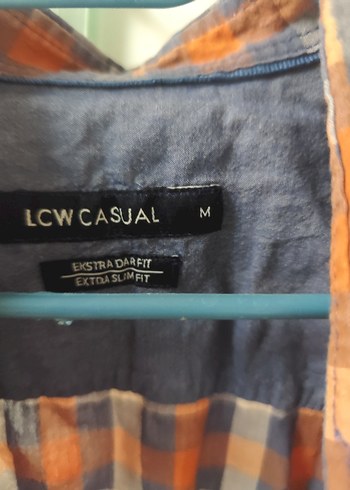 LCW CASUAL M
EKSTRA DAR FIT
EXTRA SLIM FIT